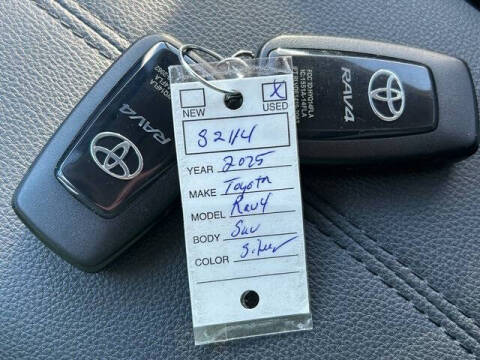 NEW
X USED
S2114
YEAR 2025
MAKE Toyota
MODEL Rav4
BODY Suv
COLOR Silver
RAV4
RAV4